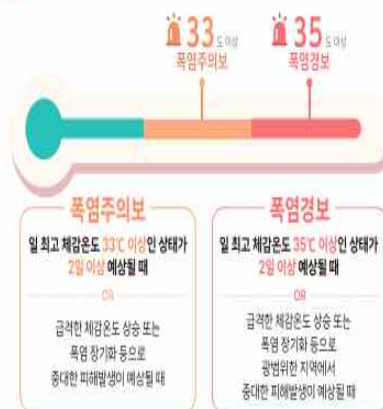 33 도 이상
폭염주의보
35 도 이상
폭염경보
폭염주의보
일 최고 체감온도 33℃ 이상인 상태가
2일 이상 예상될 때
OR
급격한 체감온도 상승 또는
폭염 장기화 등으로
중대한 피해발생이 예상될 때
폭염경보
일 최고 체감온도 35℃ 이상인 상태가
2일 이상 예상될 때
OR
급격한 체감온도 상승 또는
폭염 장기화 등으로
광범위한 지역에서
중대한 피해발생이 예상될 때